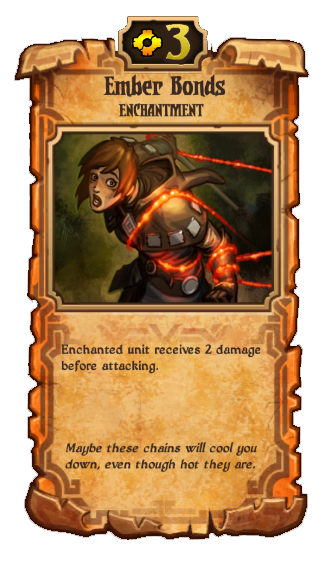 3
Ember Bonds
ENCHANTMENT
Enchanted unit receives 2 damage
before attacking.
Maybe these chains will cool you
down, even though hot they are.